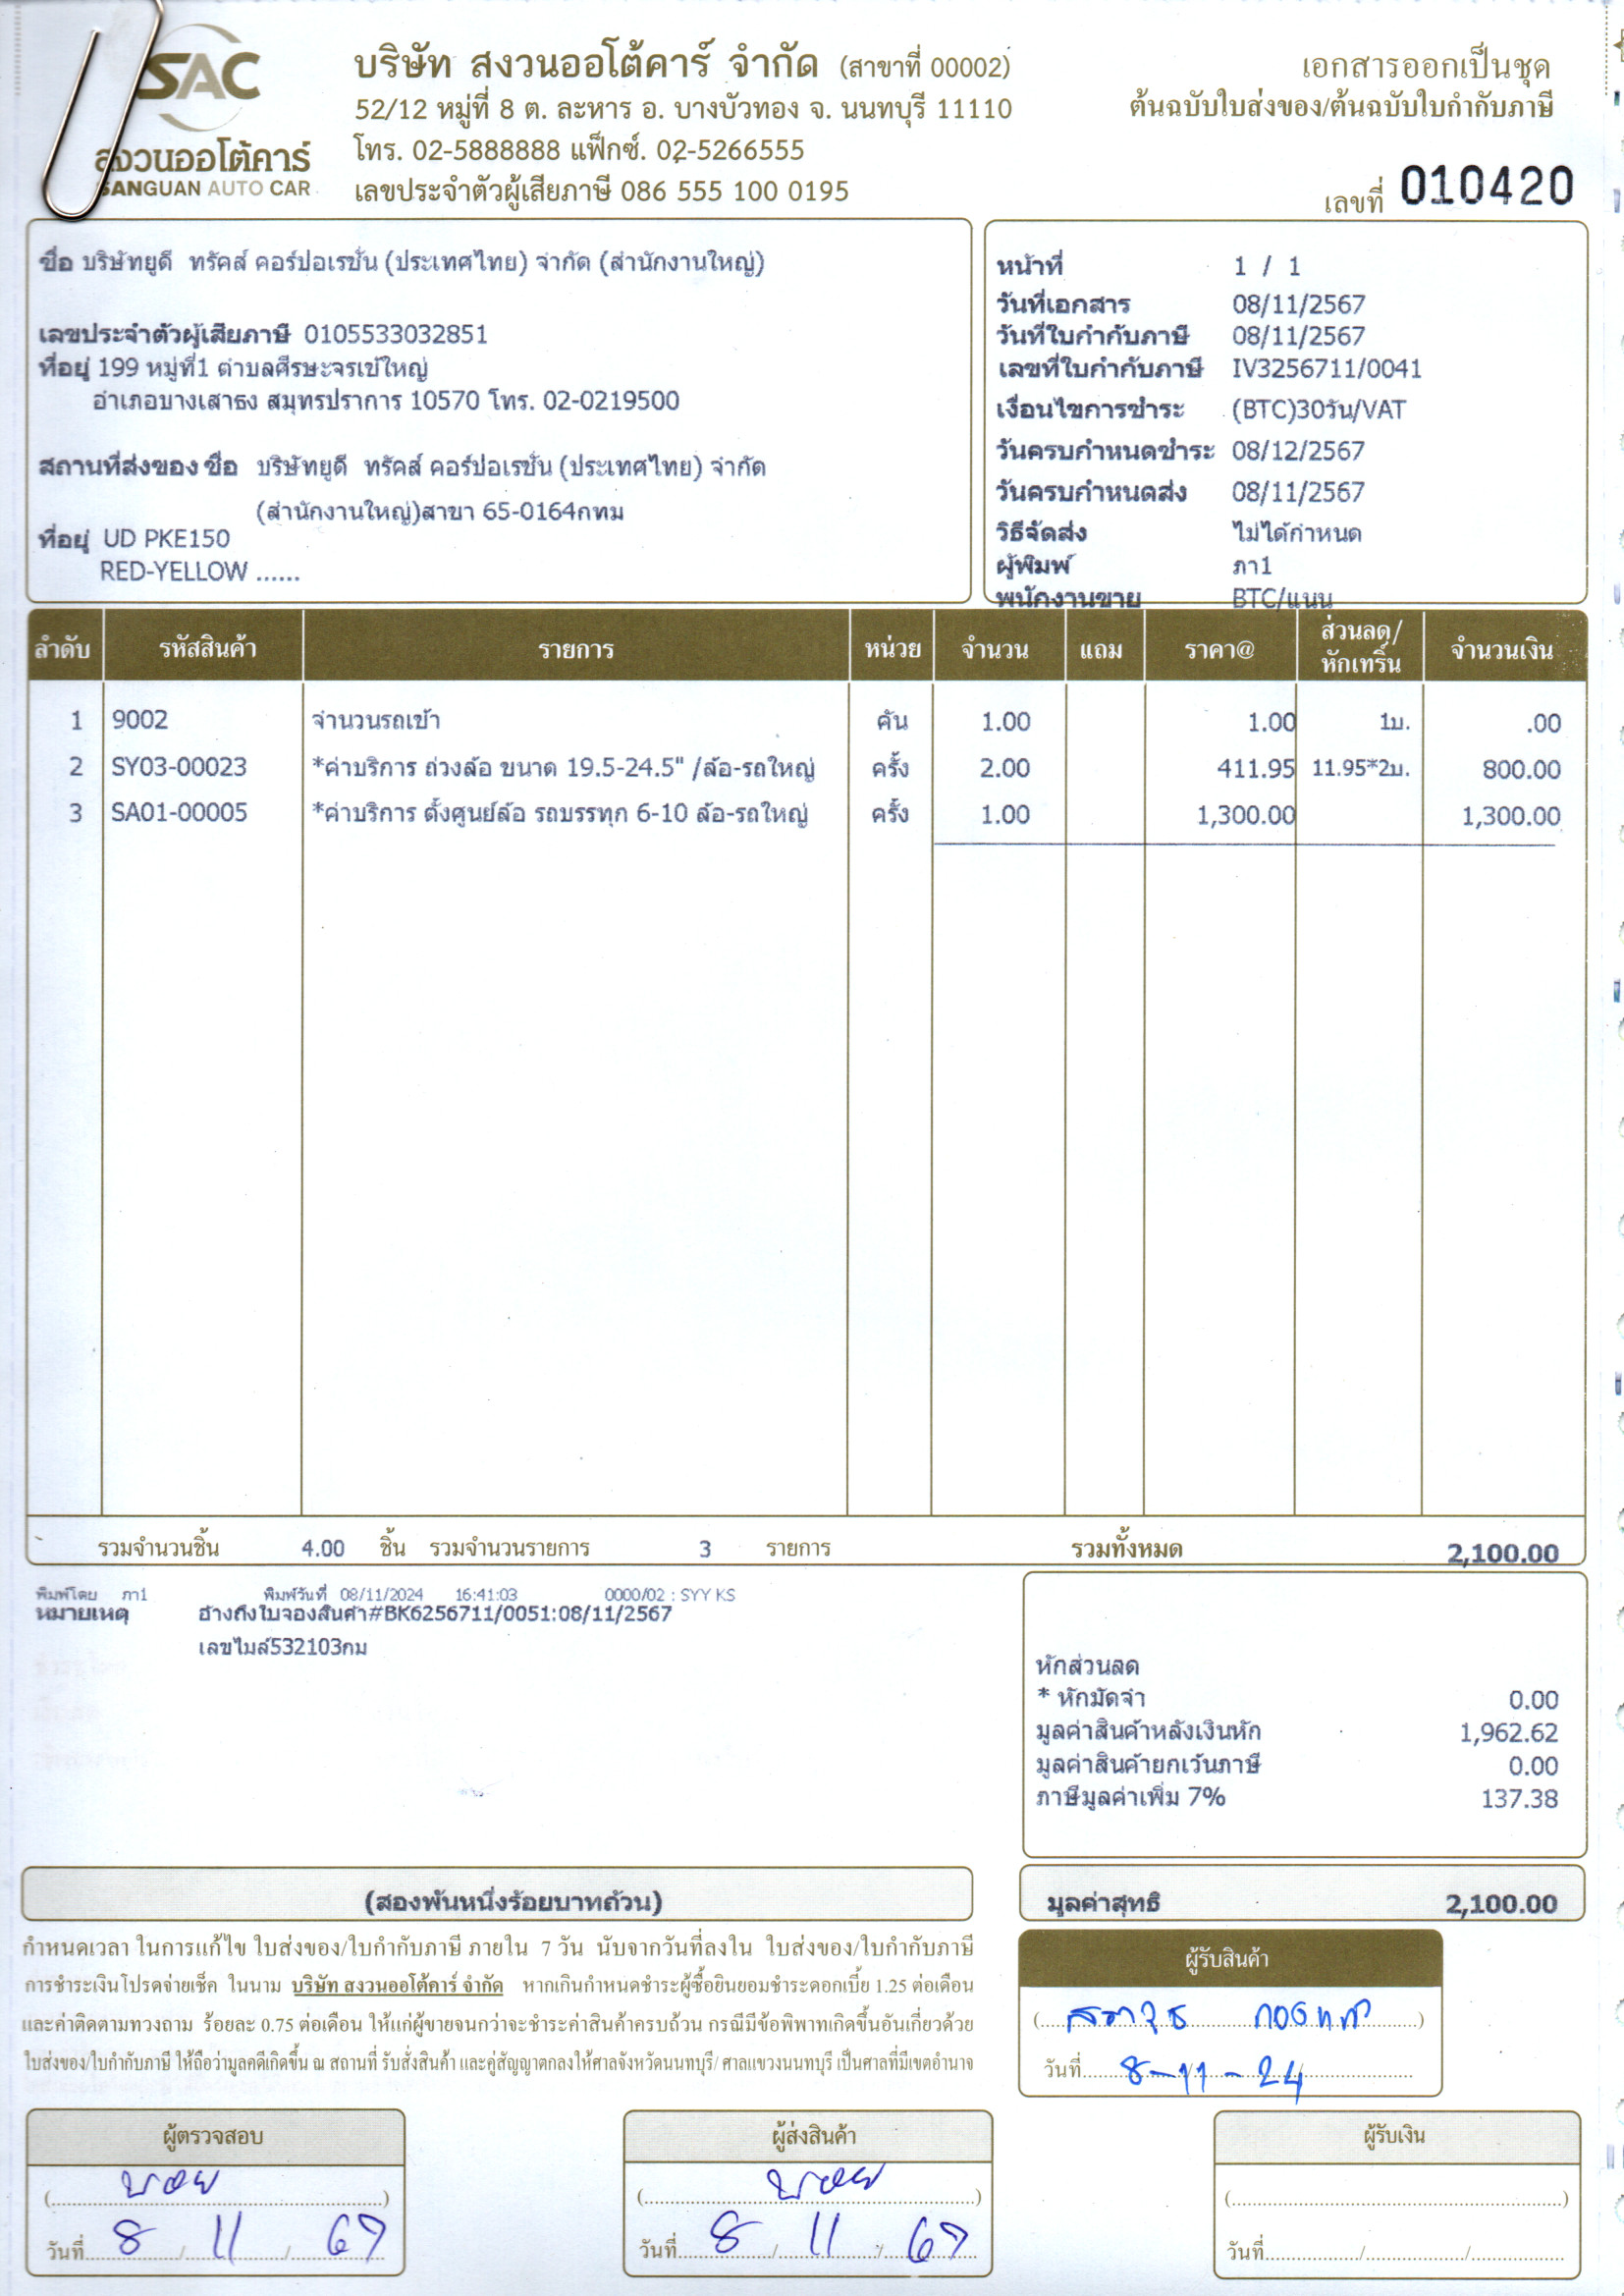 SAC
สงวนออโต้คาร์
SANGUAN AUTO CAR
บริษัท สงวนออโต้คาร์ จำกัด (สาขาที่ 00002)
52/12 หมู่ที่ 8 ต. ละหาร อ. บางบัวทอง จ. นนทบุรี 11110
โทร. 02-5888888 แฟ็กซ์. 02-5266555
เลขประจำตัวผู้เสียภาษี 086 555 100 0195
เอกสารออกเป็นชุด
ต้นฉบับใบส่งของ/ต้นฉบับใบกำกับภาษี
เลขที่ 010420
ชื่อ บริษัทยูดี ทรัคส์ คอร์ปอเรชั่น (ประเทศไทย) จำกัด (สำนักงานใหญ่)
เลขประจำตัวผู้เสียภาษี 0105533032851
ที่อยู่ 199 หมู่ที่1 ตำบลศีรษะจรเข้ใหญ่
อำเภอบางเสาธง สมุทรปราการ 10570 โทร. 02-0219500
สถานที่ส่งของ ชื่อ บริษัทยูดี ทรัคส์ คอร์ปอเรชั่น (ประเทศไทย) จำกัด
(สำนักงานใหญ่)สาขา 65-0164กทม
ที่อยู่ UD PKE150
RED-YELLOW ......
หน้าที่ 1 / 1
วันที่เอกสาร 08/11/2567
วันที่ใบกำกับภาษี 08/11/2567
เลขที่ใบกำกับภาษี IV3256711/0041
เงื่อนไขการชำระ (BTC)30วัน/VAT
วันครบกำหนดชำระ 08/12/2567
วันครบกำหนดส่ง 08/11/2567
วิธีจัดส่ง ไม่ได้กำหนด
ผู้พิมพ์ ภา1
พนักงานขาย BTC/แนน
ลำดับ รหัสสินค้า รายการ หน่วย จำนวน แถม ราคา@ ส่วนลด/หักเทริ์น จำนวนเงิน
1 9002 จำนวนรถเข้า คัน 1.00 1.00 1บ. .00
2 SY03-00023 *ค่าบริการ ถ่วงล้อ ขนาด 19.5-24.5" /ล้อ-รถใหญ่ ครั้ง 2.00 411.95 11.95*2บ. 800.00
3 SA01-00005 *ค่าบริการ ตั้งศูนย์ล้อ รถบรรทุก 6-10 ล้อ-รถใหญ่ ครั้ง 1.00 1,300.00 1,300.00
รวมจำนวนชิ้น 4.00 ชิ้น รวมจำนวนรายการ 3 รายการ รวมทั้งหมด 2,100.00
พิมพ์โดย ภา1 พิมพ์วันที่ 08/11/2024 16:41:03 0000/02 : SYY KS
หมายเหตุ อ้างถึงใบจองสินค้า#BK6256711/0051:08/11/2567
เลขไมล์532103กม
หักส่วนลด
* หักมัดจำ 0.00
มูลค่าสินค้าหลังเงินหัก 1,962.62
มูลค่าสินค้ายกเว้นภาษี 0.00
ภาษีมูลค่าเพิ่ม 7% 137.38
(สองพันหนึ่งร้อยบาทถ้วน)
มูลค่าสุทธิ 2,100.00
กำหนดเวลา ในการแก้ไข ใบส่งของ/ใบกำกับภาษี ภายใน 7 วัน นับจากวันที่ลงใน ใบส่งของ/ใบกำกับภาษี
การชำระเงินโปรดจ่ายเช็ค ในนาม บริษัท สงวนออโต้คาร์ จำกัด หากเกินกำหนดชำระผู้ซื้อยินยอมชำระดอกเบี้ย 1.25 ต่อเดือน
และค่าติดตามทวงถาม ร้อยละ 0.75 ต่อเดือน ให้แก่ผู้ขายจนกว่าจะชำระค่าสินค้าครบถ้วน กรณีมีข้อพิพาทเกิดขึ้นอันเกี่ยวด้วย
ใบส่งของ/ใบกำกับภาษี ให้ถือว่ามูลคดีเกิดขึ้น ณ สถานที่ รับสั่งสินค้า และคู่สัญญาตกลงให้ศาลจังหวัดนนทบุรี/ ศาลแขวงนนทบุรี เป็นศาลที่มีเขตอำนาจ
ผู้รับสินค้า
วันที่ 8-11-24
ผู้ตรวจสอบ
(บอย)
วันที่ 8/11/67
ผู้ส่งสินค้า
(บอย)
วันที่ 8/11/67
ผู้รับเงิน
วันที่